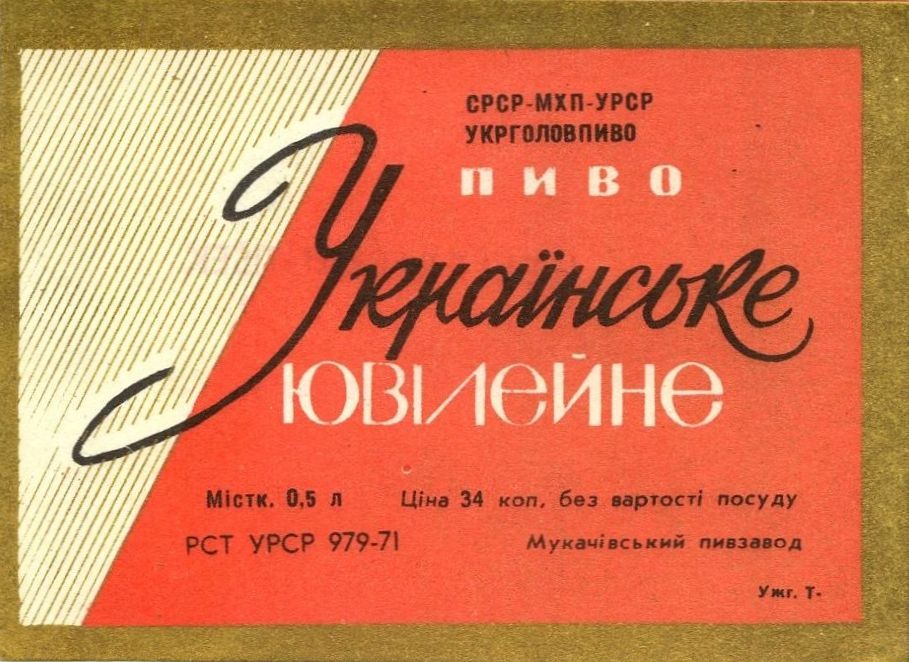 СРСР-МХП-УРСР
УКРГОЛОВПИВО
ПИВО
Українське
ЮВІЛЕЙНЕ
Містк. 0,5 л Ціна 34 коп, без вартості посуду
РСТ УРСР 979-71 Мукачівський пивзавод
Ужг. Т-